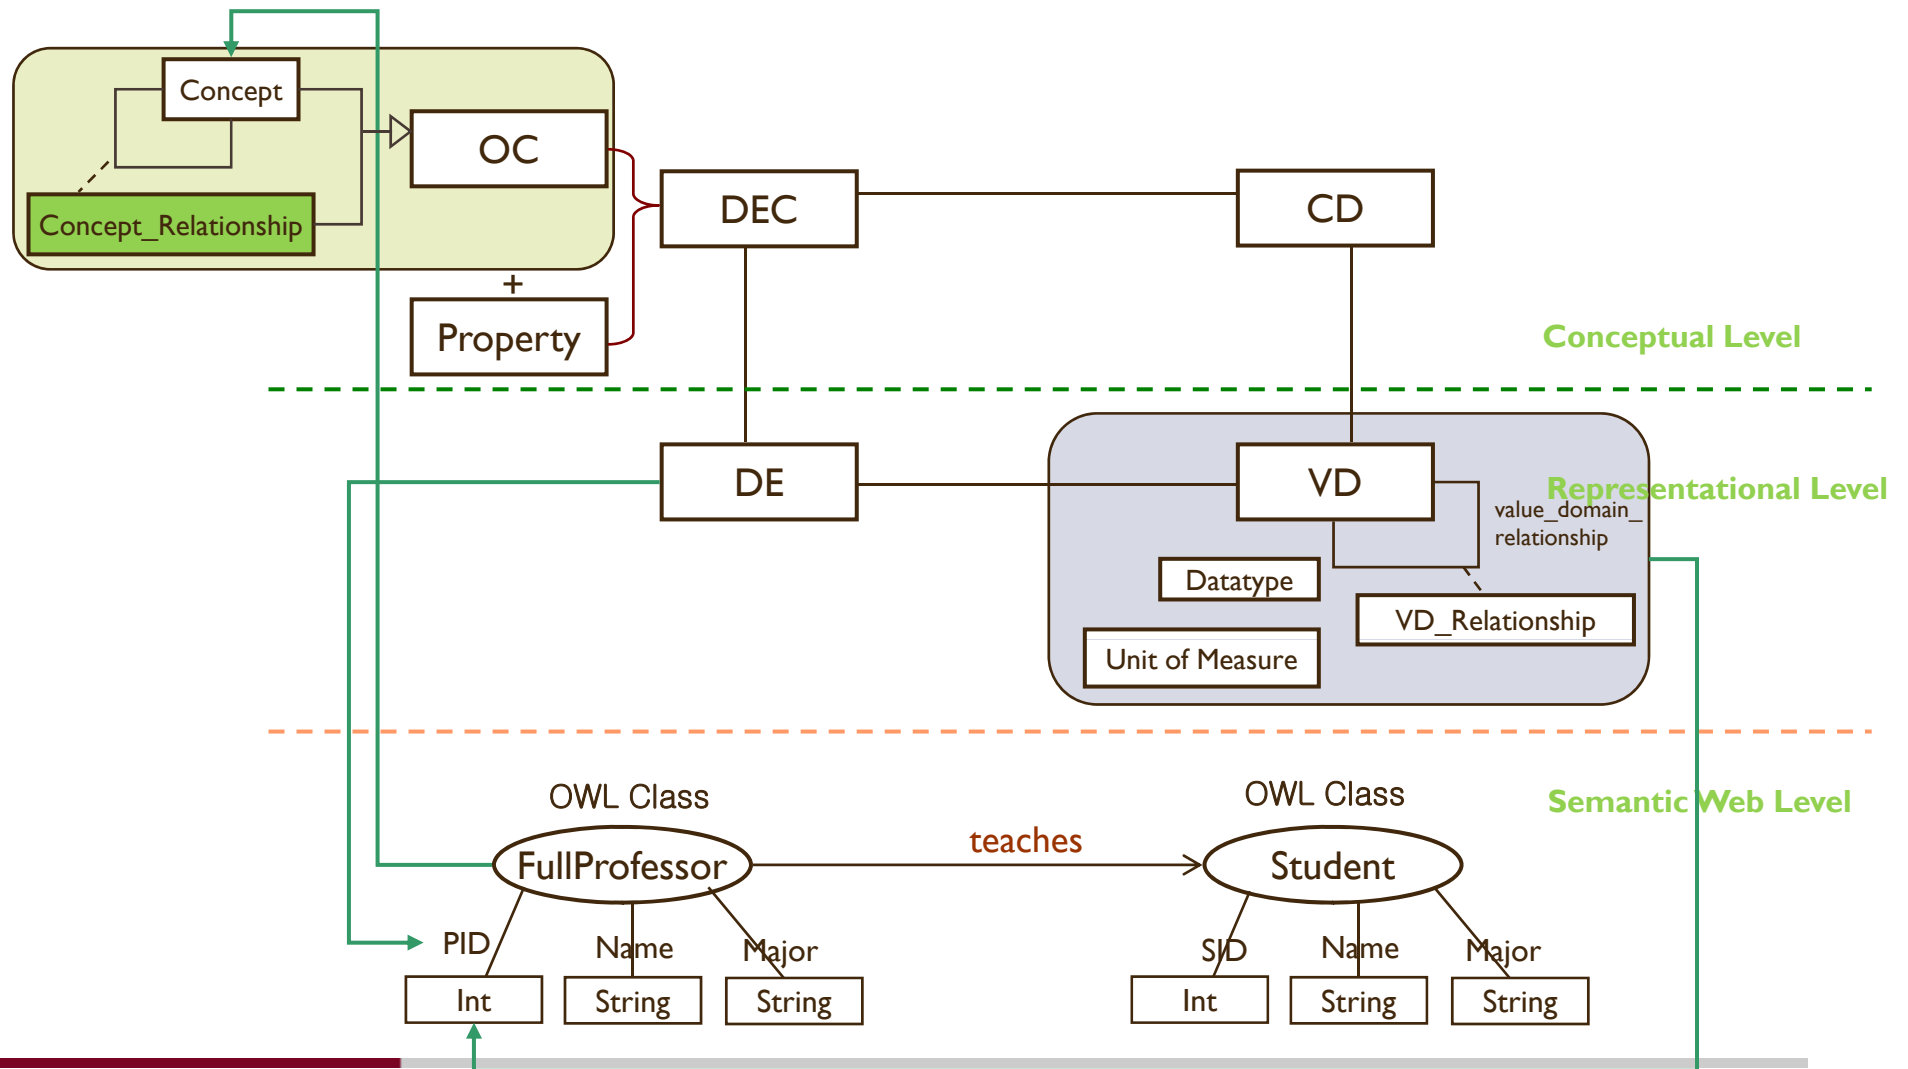 Concept
OC
Concept_Relationship
+
Property
DEC
CD
Conceptual Level
DE
VD
Representational Level
value_domain_
relationship
Datatype
VD_Relationship
Unit of Measure
OWL Class
OWL Class
Semantic Web Level
FullProfessor
teaches
Student
PID
Name
Major
SID
Name
Major
Int
String
String
Int
String
String